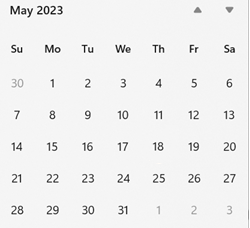 May 2023
Su Mo Tu We Th Fr Sa
30 1 2 3 4 5 6
7 8 9 10 11 12 13
14 15 16 17 18 19 20
21 22 23 24 25 26 27
28 29 30 31 1 2 3